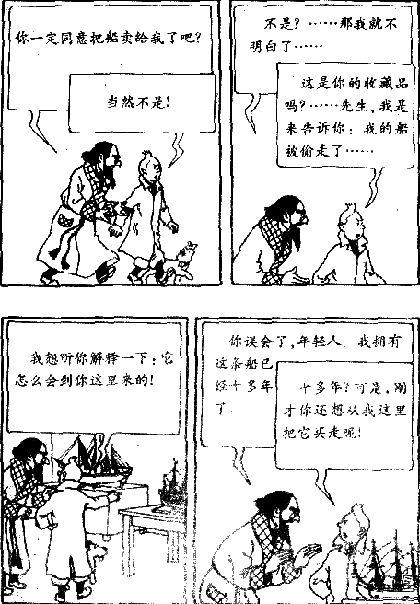 你一定同意把船卖给我了吧?
当然不是!
不是?……那我就不
明白了……
这是你的收藏品
吗?……先生,我是
来告诉你:我的船
被偷走了……
我想听你解释一下:它
怎么会到你这里来的!
你误会了,年轻人.我拥有
这条船已
经十多年
了.
十多年?可是,刚
才你还想从我这里
把它买走呢!